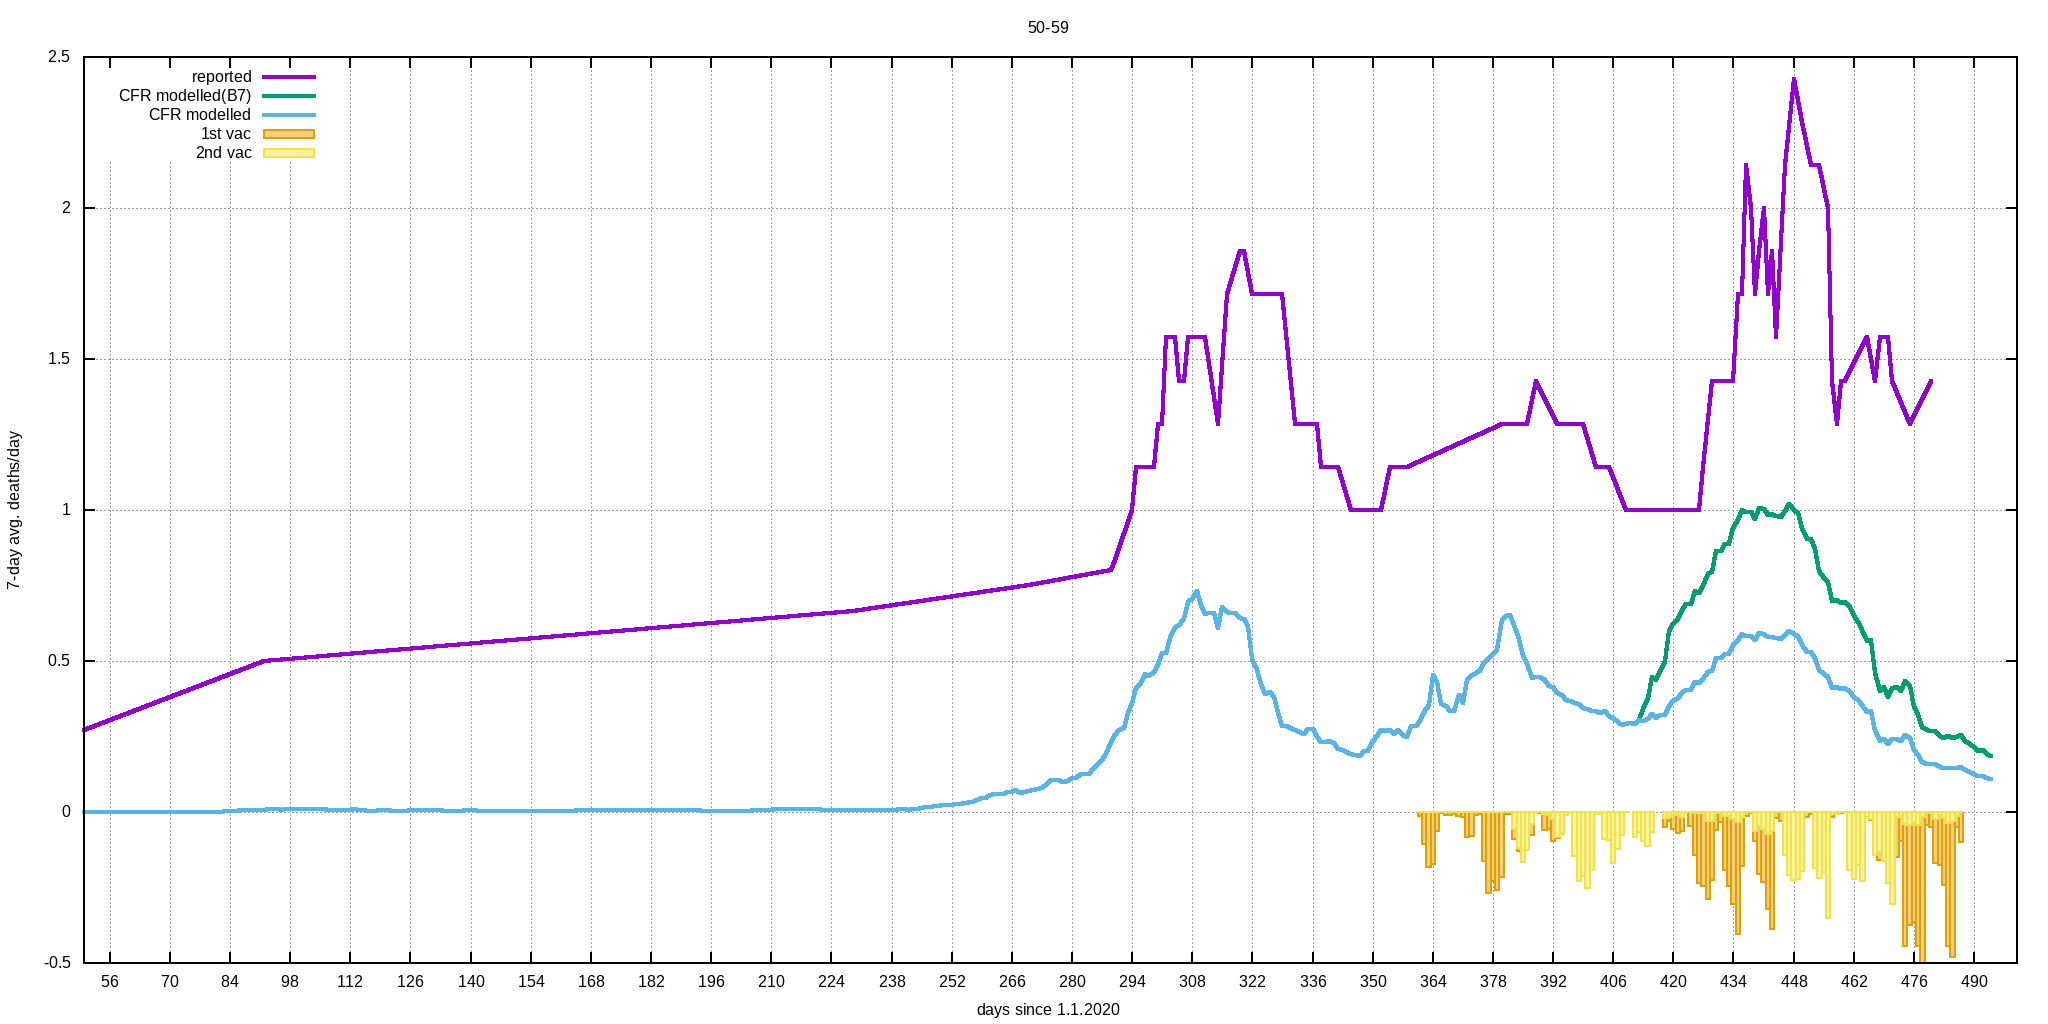 50-59
2.5
reported
CFR modelled(B7)
CFR modelled
1st vac
2nd vac
2
1.5
1
0.5
0
-0.5
7-day avg. deaths/day
56 70 84 98 112 126 140 154 168 182 196 210 224 238 252 266 280 294 308 322 336 350 364 378 392 406 420 434 448 462 476 490
days since 1.1.2020